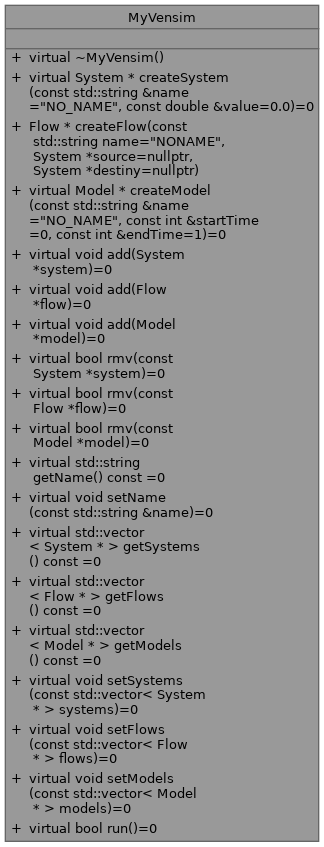 MyVensim
+ virtual ~MyVensim()
+ virtual System * createSystem
(const std::string &name
="NO_NAME", const double &value=0.0)=0
+ Flow * createFlow(const
std::string name="NONAME",
System *source=nullptr,
System *destiny=nullptr)
+ virtual Model * createModel
(const std::string &name
="NO_NAME", const int &startTime
=0, const int &endTime=1)=0
+ virtual void add(System
*system)=0
+ virtual void add(Flow
*flow)=0
+ virtual void add(Model
*model)=0
+ virtual bool rmv(const
System *system)=0
+ virtual bool rmv(const
Flow *flow)=0
+ virtual bool rmv(const
Model *model)=0
+ virtual std::string
getName() const =0
+ virtual void setName
(const std::string &name)=0
+ virtual std::vector
< System * > getSystems
() const =0
+ virtual std::vector
< Flow * > getFlows
() const =0
+ virtual std::vector
< Model * > getModels
() const =0
+ virtual void setSystems
(const std::vector< System
* > systems)=0
+ virtual void setFlows
(const std::vector< Flow
* > flows)=0
+ virtual void setModels
(const std::vector< Model
* > models)=0
+ virtual bool run()=0